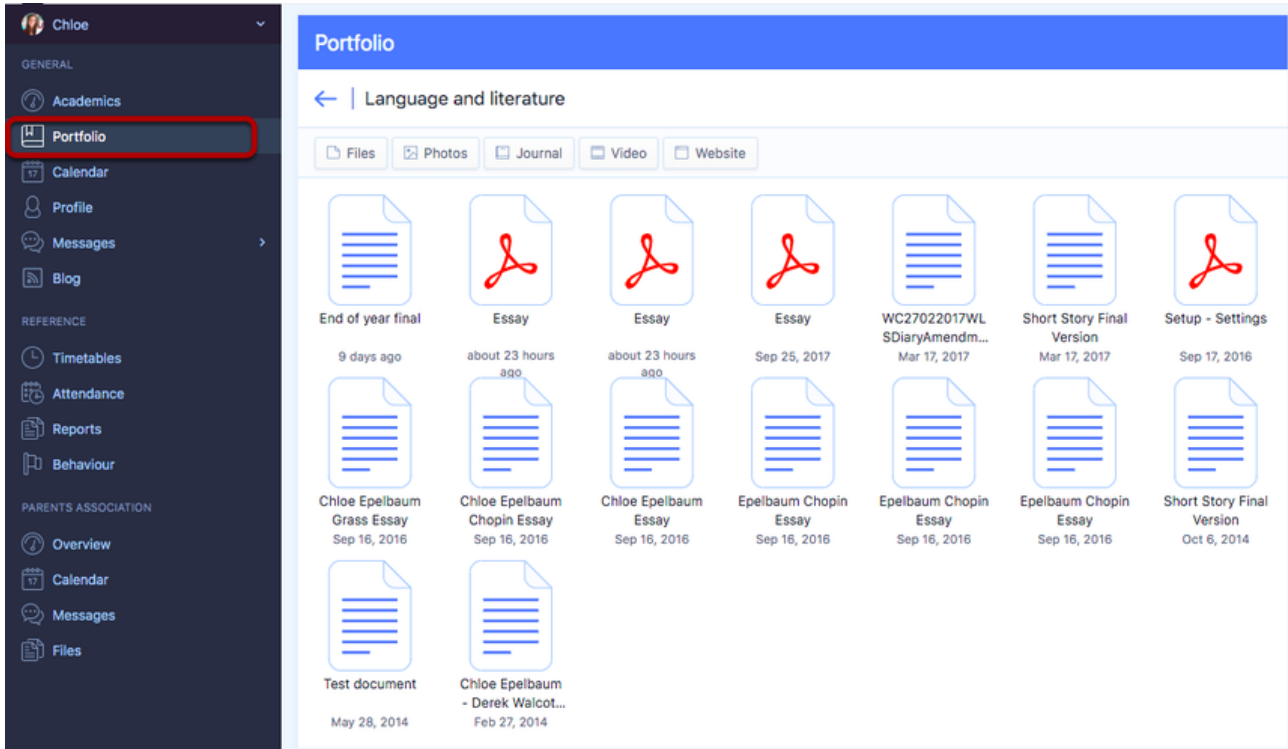 Chloe
GENERAL
Academics
Portfolio
17
Calendar
Profile
Messages
Blog
REFERENCE
Timetables
Attendance
Reports
Behaviour
PARENTS ASSOCIATION
Overview
17
Calendar
Messages
Files
Portfolio
Language and literature
Files Photos Journal Video Website
End of year final
9 days ago
Essay
about 23 hours
ago
Essay
about 23 hours
ago
Essay
Sep 25, 2017
WC27022017WL
SDiaryAmendm...
Mar 17, 2017
Short Story Final
Version
Mar 17, 2017
Setup - Settings
Sep 17, 2016
Chloe Epelbaum
Grass Essay
Sep 16, 2016
Chloe Epelbaum
Chopin Essay
Sep 16, 2016
Chloe Epelbaum
Essay
Sep 16, 2016
Epelbaum Chopin
Essay
Sep 16, 2016
Epelbaum Chopin
Essay
Sep 16, 2016
Epelbaum Chopin
Essay
Sep 16, 2016
Short Story Final
Version
Oct 6, 2014
Test document
May 28, 2014
Chloe Epelbaum
- Derek Walcot...
Feb 27, 2014